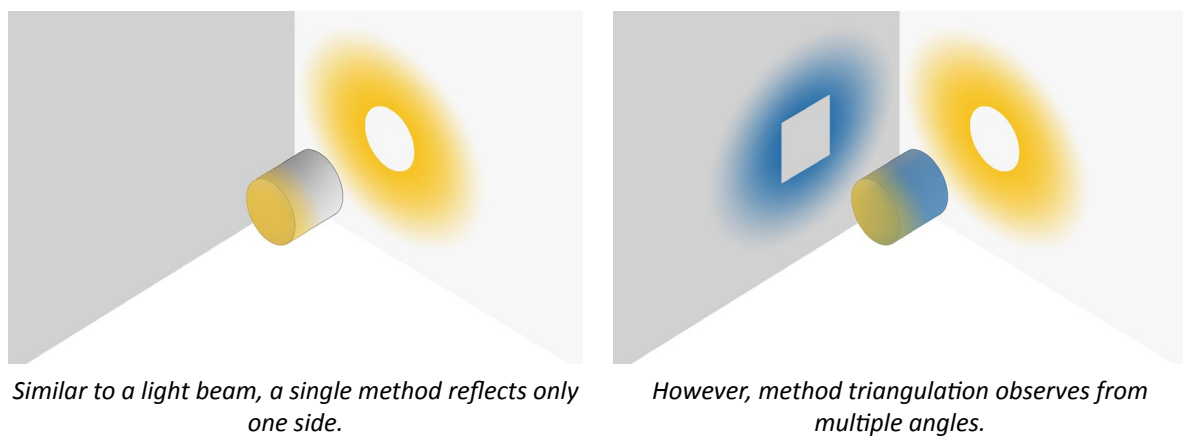 Similar to a light beam, a single method reflects only
one side.
However, method triangulation observes from
multiple angles.